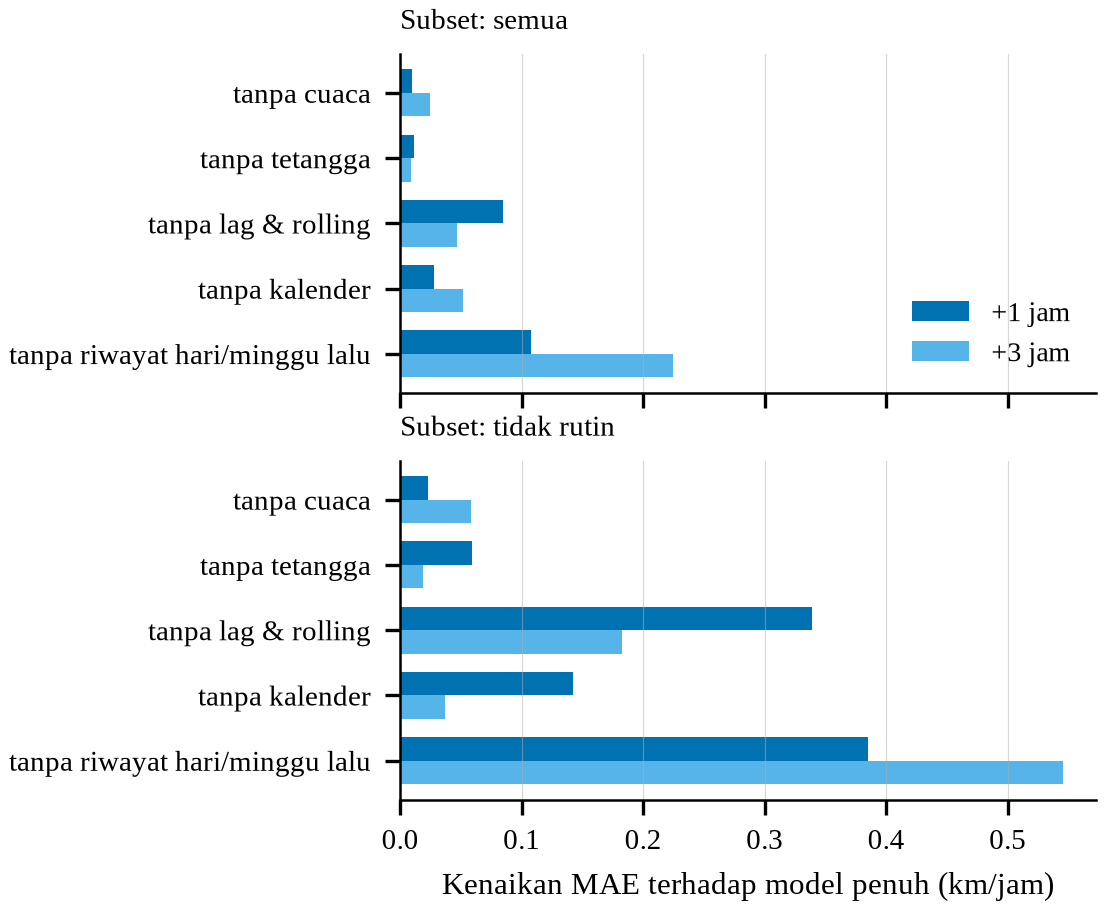 Subset: semua
tanpa cuaca
tanpa tetangga
tanpa lag & rolling
tanpa kalender
tanpa riwayat hari/minggu lalu
+1 jam
+3 jam
Subset: tidak rutin
tanpa cuaca
tanpa tetangga
tanpa lag & rolling
tanpa kalender
tanpa riwayat hari/minggu lalu
0.0 0.1 0.2 0.3 0.4 0.5
Kenaikan MAE terhadap model penuh (km/jam)